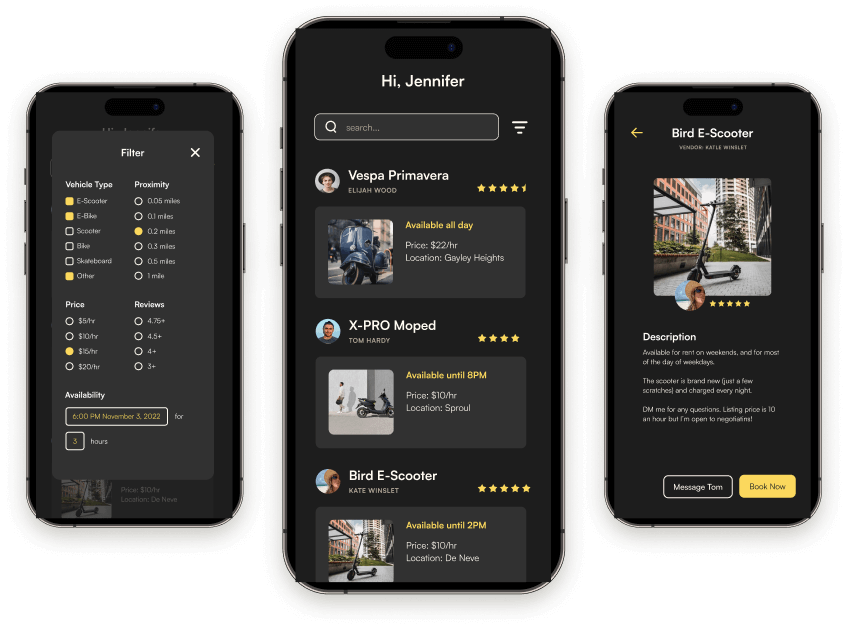 Filter
Vehicle Type
E-Scooter
E-Bike
Scooter
Bike
Skateboard
Other
Proximity
0.05 miles
0.1 miles
0.2 miles
0.3 miles
0.5 miles
1 mile
Price
$5/hr
$10/hr
$15/hr
$20/hr
Reviews
4.75+
4.5+
4+
3+
Availability
6:00 PM November 3, 2022 for
3 hours
Price: $10/hr
Location: De Neve
Hi, Jennifer
search...
Vespa Primavera
ELIJAH WOOD
Available all day
Price: $22/hr
Location: Gayley Heights
X-PRO Moped
TOM HARDY
Available until 8PM
Price: $10/hr
Location: Sproul
Bird E-Scooter
KATE WINSLET
Available until 2PM
Price: $10/hr
Location: De Neve
Bird E-Scooter
VENDOR: KATLE WINSLET
Description
Available for rent on weekends, and for most
of the day of weekdays.
The scooter is brand new (just a few
scratches) and charged every night.
DM me for any questions. Listing price is 10
an hour but I'm open to negotiatins!
Message Tom
Book Now